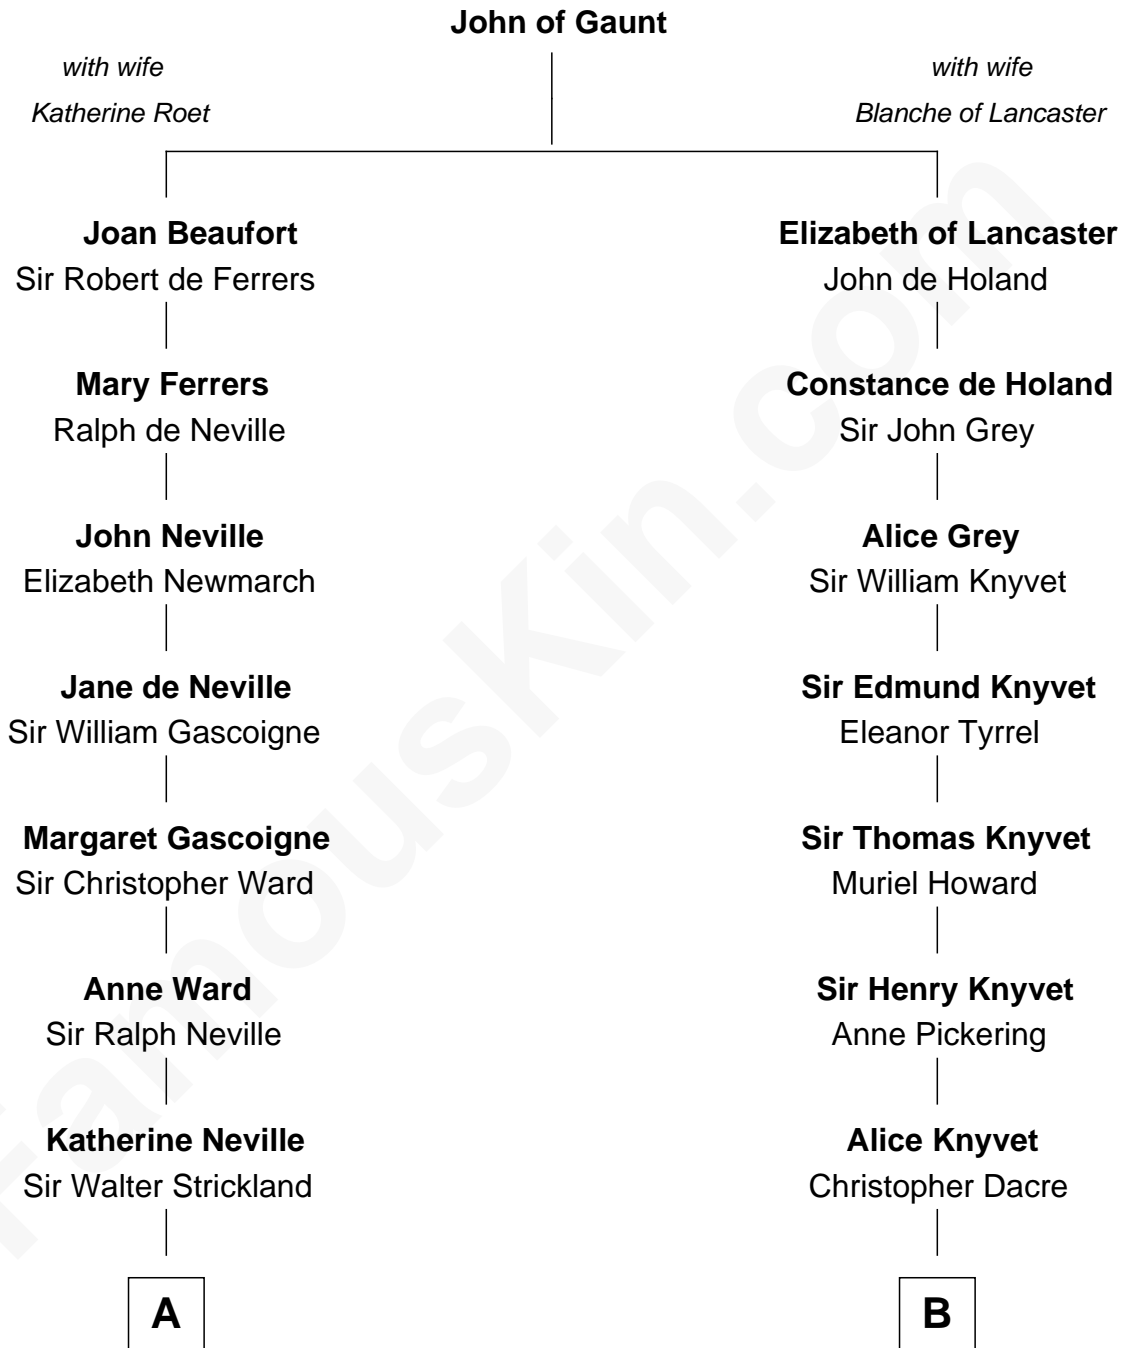 John of Gaunt
with wife
Katherine Roet
with wife
Blanche of Lancaster
Joan Beaufort
Sir Robert de Ferrers
Elizabeth of Lancaster
John de Holand
Mary Ferrers
Ralph de Neville
Constance de Holand
Sir John Grey
John Neville
Elizabeth Newmarch
Alice Grey
Sir William Knyvet
Jane de Neville
Sir William Gascoigne
Sir Edmund Knyvet
Eleanor Tyrrel
Margaret Gascoigne
Sir Christopher Ward
Sir Thomas Knyvet
Muriel Howard
Anne Ward
Sir Ralph Neville
Sir Henry Knyvet
Anne Pickering
Katherine Neville
Sir Walter Strickland
Alice Knyvet
Christopher Dacre
A
B
FamousKin.com